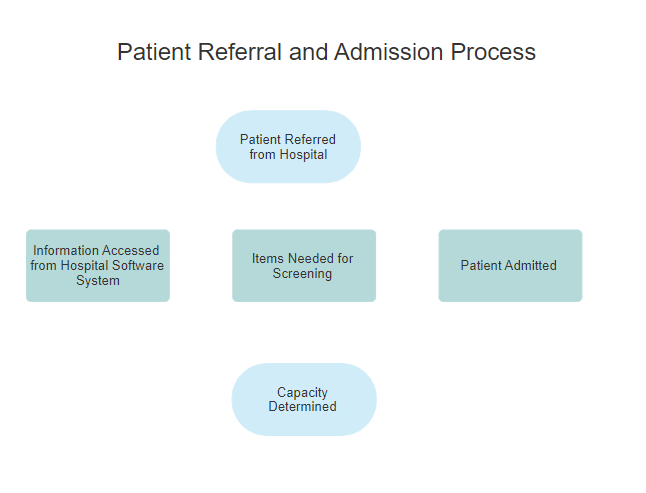 Patient Referral and Admission Process
Patient Referred
from Hospital
Information Accessed
from Hospital Software
System
Items Needed for
Screening
Patient Admitted
Capacity
Determined